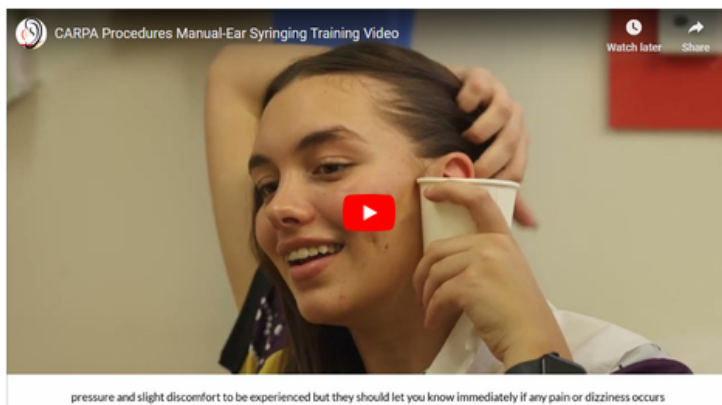 CARPA Procedures Manual-Ear Syringing Training Video
Watch later
Share
pressure and slight discomfort to be experienced but they should let you know immediately if any pain or dizziness occurs